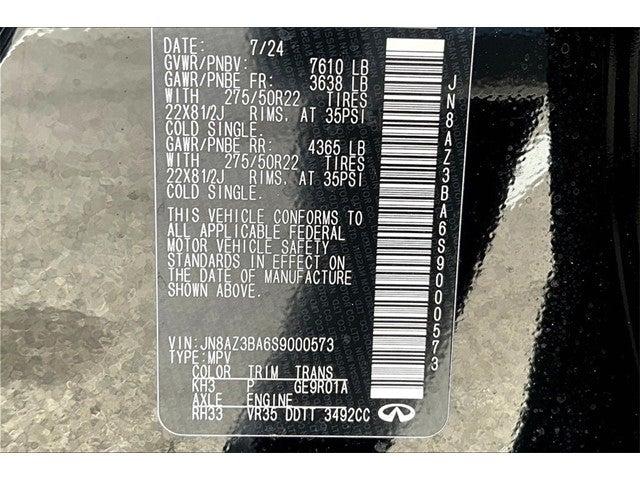 DATE: 7/24
GVWR/PNBV: 7610 LB
GAWR/PNBE FR: 3638 LB
WITH 275/50R22 TIRES
22X81/2J RIMS, AT 35PSI
COLD SINGLE.
GAWR/PNBE RR: 4365 LB
WITH 275/50R22 TIRES
22X81/2J RIMS, AT 35PSI
COLD SINGLE.
THIS VEHICLE CONFORMS TO
ALL APPLICABLE FEDERAL
MOTOR VEHICLE SAFETY
STANDARDS IN EFFECT ON
THE DATE OF MANUFACTURE
SHOWN ABOVE.
VIN: JN8AZ3BA6S9000573
TYPE: MPV
COLOR TRIM TRANS
KH3 P GE9R01A
AXLE ENGINE
RH33 VR35 DDTT 3492CC
JN8AZ3BA6S9000573